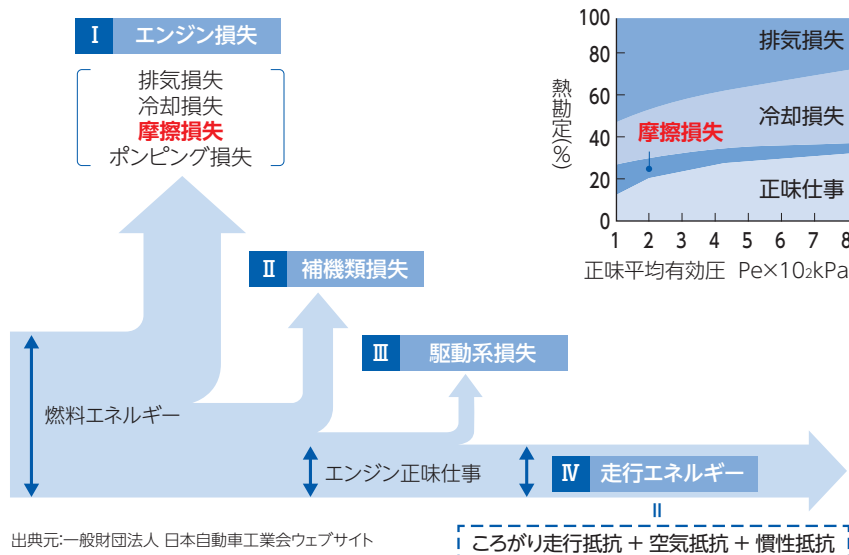 Ⅰ エンジン損失
排気損失
冷却損失
摩擦損失
ポンピング損失
Ⅱ 補機類損失
Ⅲ 駆動系損失
燃料エネルギー
エンジン正味仕事
Ⅳ 走行エネルギー
=
ころがり走行抵抗 + 空気抵抗 + 慣性抵抗
出典元:一般財団法人 日本自動車工業会ウェブサイト
熱勘定(%)
100
80
60
40
20
0
排気損失
冷却損失
摩擦損失
正味仕事
1 2 3 4 5 6 7 8
正味平均有効圧 Pe×10₂kPa